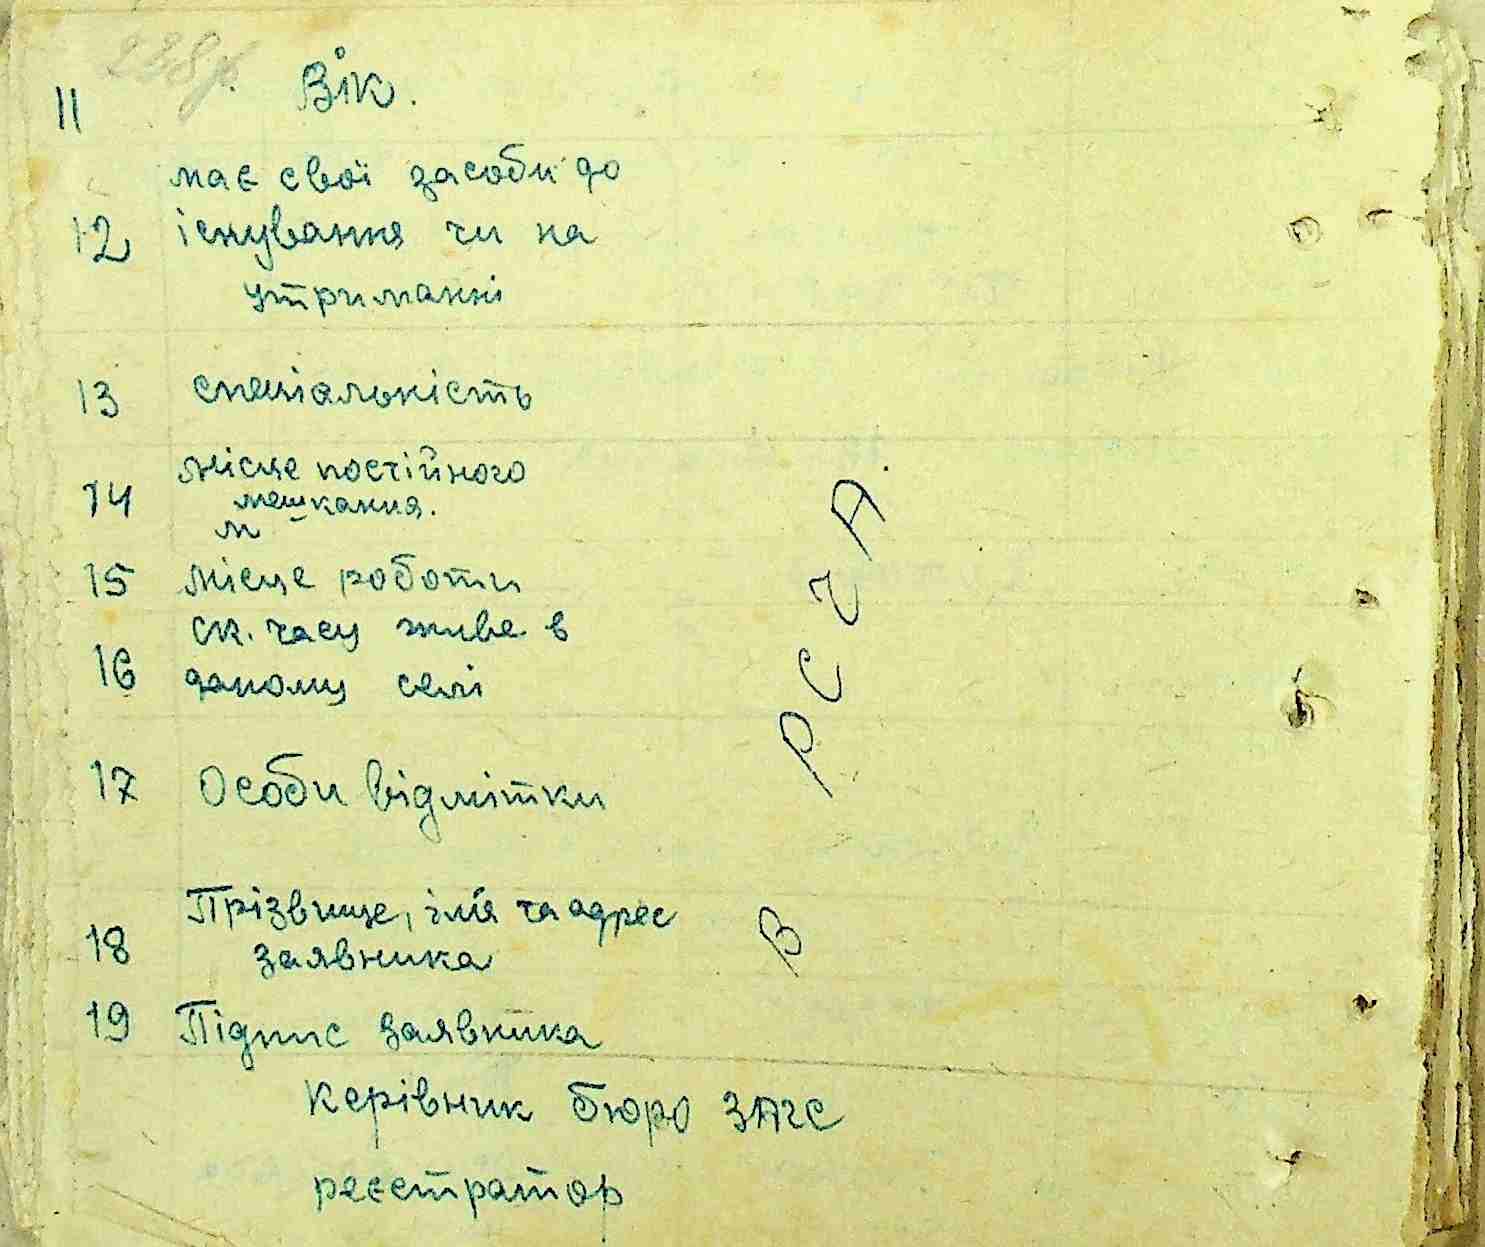 11 Вік.
має свої засоби до
12 існування чи на
утриманні
13 спеціальність
місце постійного
14 мешкання.
м
15 місце роботи
ск. часу живе в
16 даному селі
17 Особи відмітки
Прізвище, ім'я та адрес
18 заявника
19 Підпис заявника
Керівник бюро ЗАГС
реєстратор
В РСЧА.